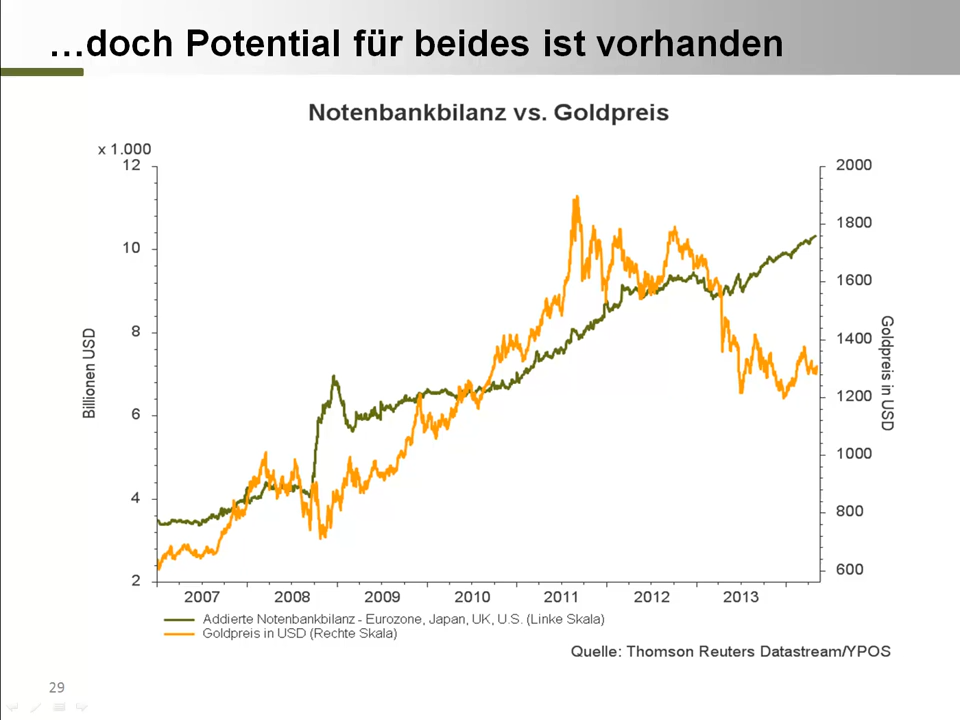 …doch Potential für beides ist vorhanden
Notenbankbilanz vs. Goldpreis
x 1.000
12
10
8
6
4
2
Billionen USD
2000
1800
1600
1400
1200
1000
800
600
Goldpreis in USD
2007 2008 2009 2010 2011 2012 2013
Addierte Notenbankbilanz - Eurozone, Japan, UK, U.S. (Linke Skala)
Goldpreis in USD (Rechte Skala)
Quelle: Thomson Reuters Datastream/YPOS
29